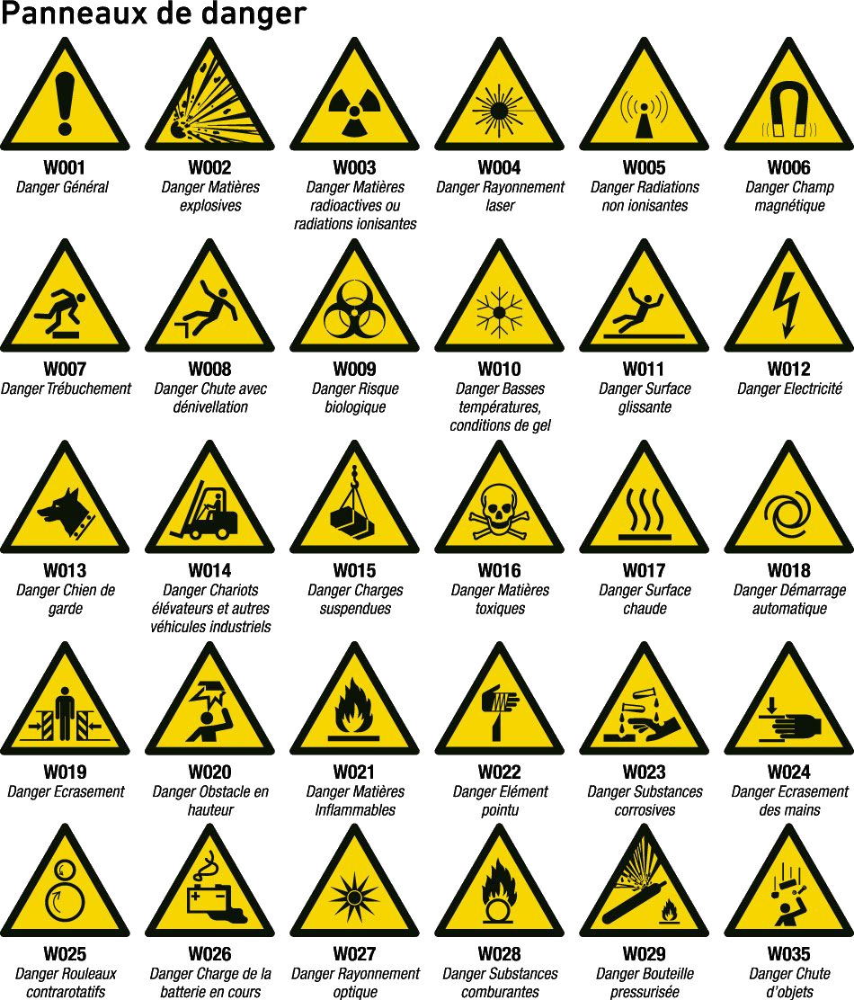 Panneaux de danger
W001
Danger Général
W002
Danger Matières
explosives
W003
Danger Matières
radioactives ou
radiations ionisantes
W004
Danger Rayonnement
laser
W005
Danger Radiations
non ionisantes
W006
Danger Champ
magnétique
W007
Danger Trébuchement
W008
Danger Chute avec
dénivellation
W009
Danger Risque
biologique
W010
Danger Basses
températures,
conditions de gel
W011
Danger Surface
glissante
W012
Danger Electricité
W013
Danger Chien de
garde
W014
Danger Chariots
élévateurs et autres
véhicules industriels
W015
Danger Charges
suspendues
W016
Danger Matières
toxiques
W017
Danger Surface
chaude
W018
Danger Démarrage
automatique
W019
Danger Ecrasement
W020
Danger Obstacle en
hauteur
W021
Danger Matières
Inflammables
W022
Danger Elément
pointu
W023
Danger Substances
corrosives
W024
Danger Ecrasement
des mains
W025
Danger Rouleaux
contrarotatifs
W026
Danger Charge de la
batterie en cours
W027
Danger Rayonnement
optique
W028
Danger Substances
comburantes
W029
Danger Bouteille
pressurisée
W035
Danger Chute
d'objets